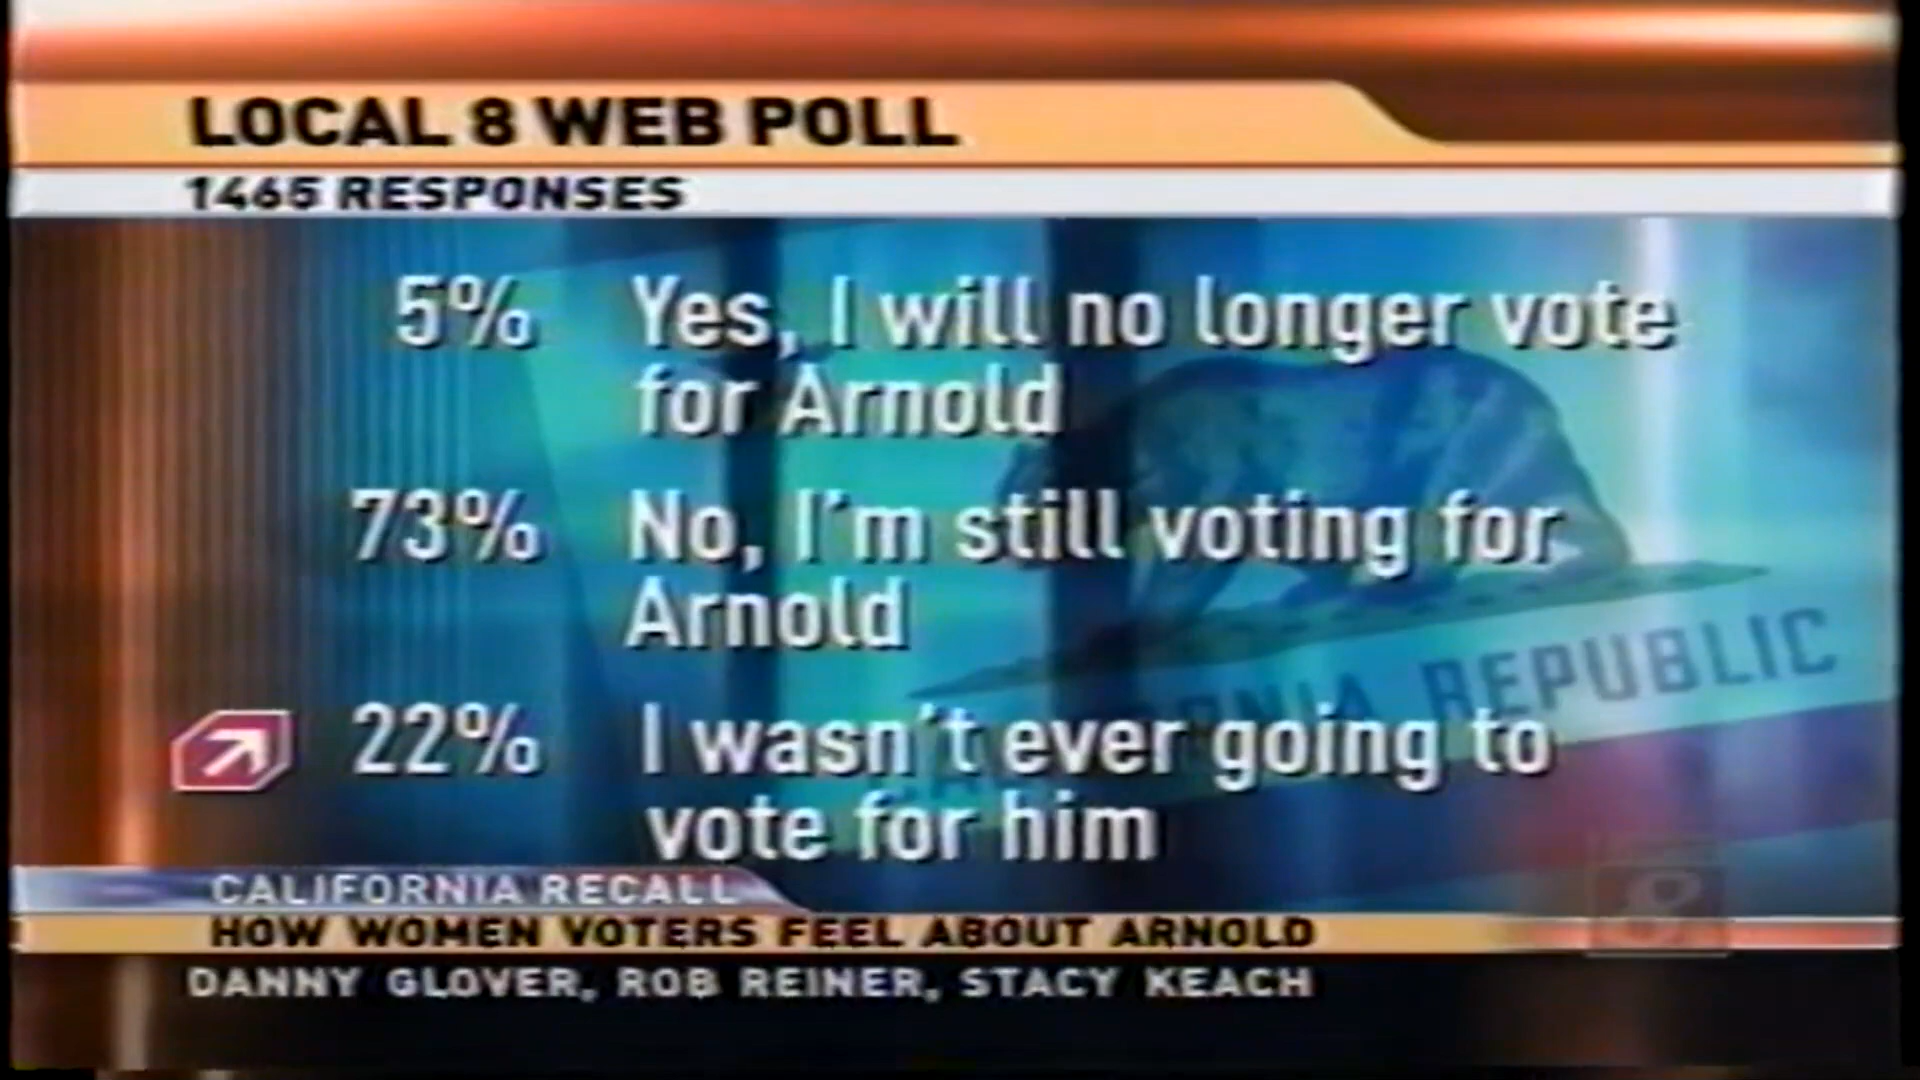 LOCAL 8 WEB POLL
1465 RESPONSES
5% Yes, I will no longer vote
for Arnold
73% No, I'm still voting for
Arnold
REPUBLIC
22% I wasn't ever going to
vote for him
CALIFORNIA RECALL
8
HOW WOMEN VOTERS FEEL ABOUT ARNOLD
DANNY GLOVER, ROB REINER, STACY KEACH